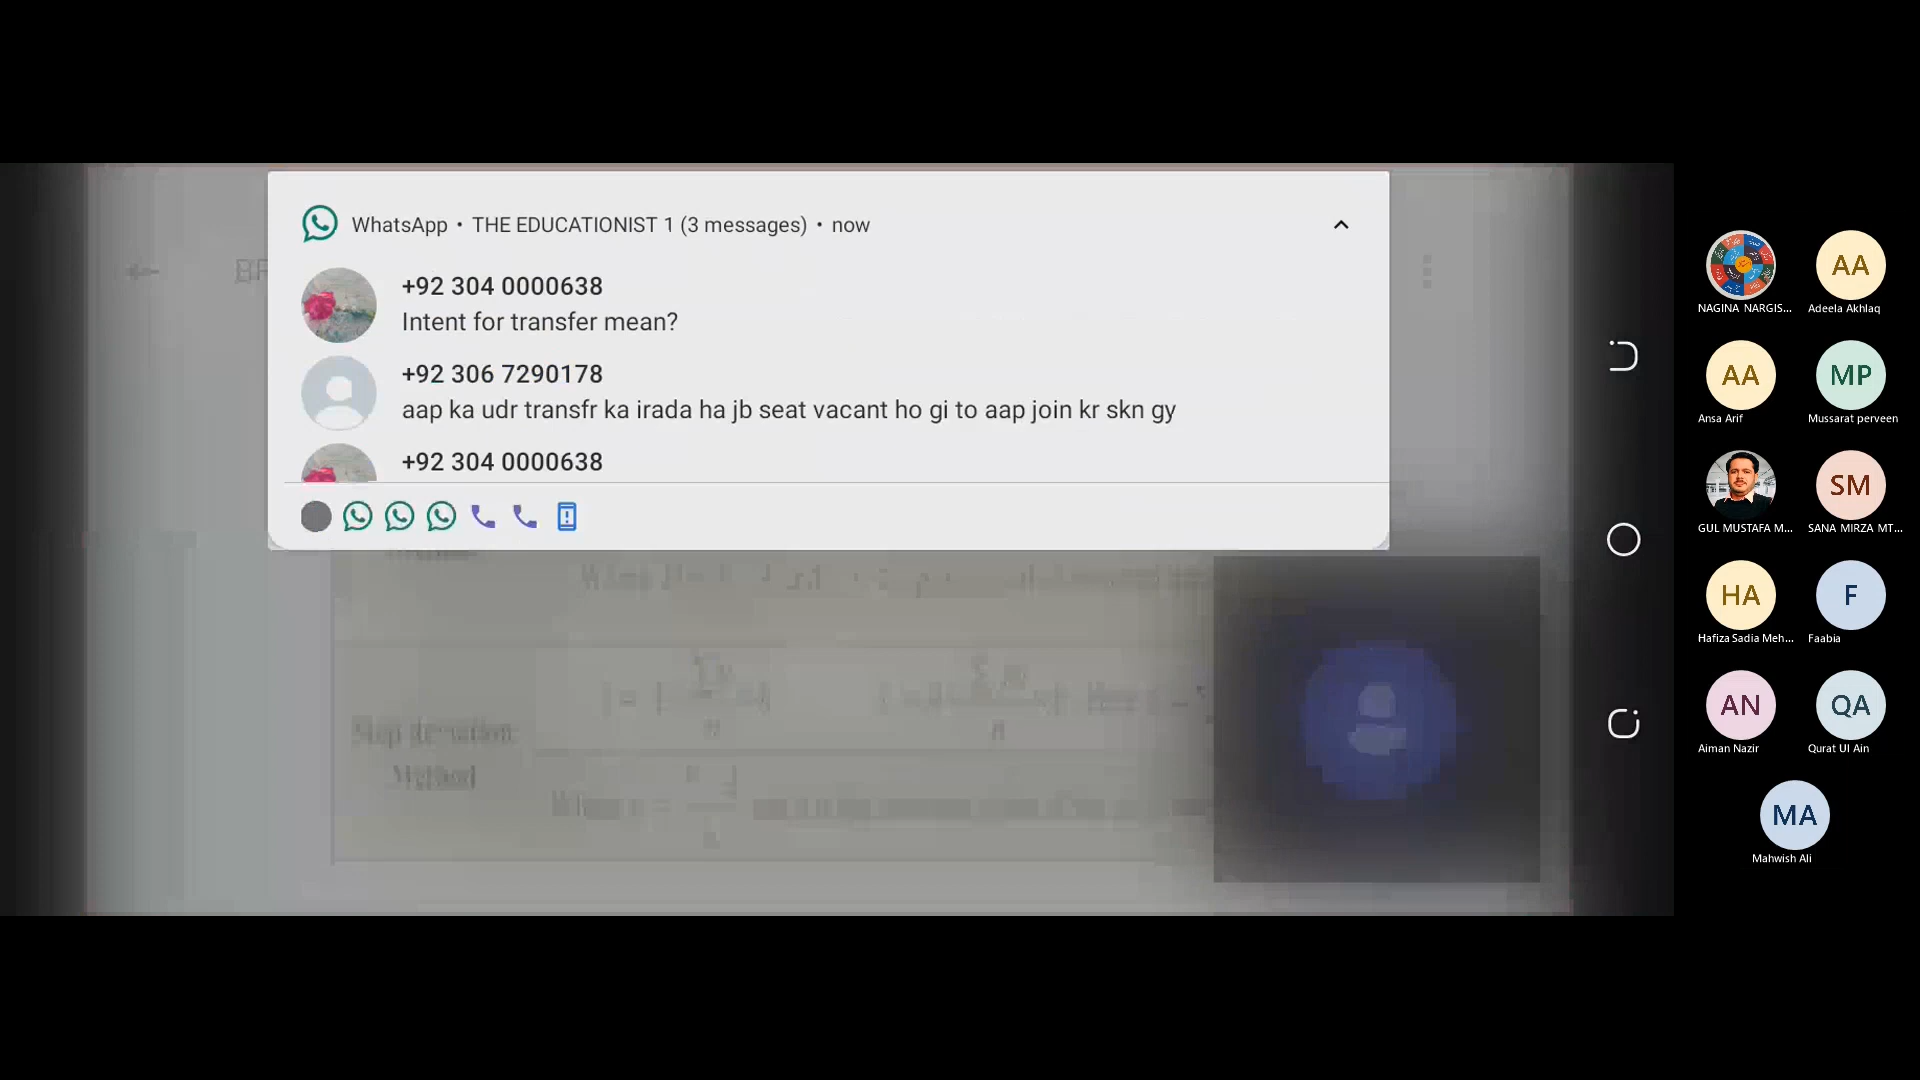 WhatsApp • THE EDUCATIONIST 1 (3 messages) • now
+92 304 0000638
Intent for transfer mean?
+92 306 7290178
aap ka udr transfr ka irada ha jb seat vacant ho gi to aap join kr skn gy
+92 304 0000638
NAGINA NARGIS...
AA
Adeela Akhlaq
AA
Ansa Arif
MP
Mussarat perveen
GUL MUSTAFA M...
SM
SANA MIRZA MT...
HA
Hafiza Sadia Meh...
F
Faabia
AN
Aiman Nazir
QA
Qurat Ul Ain
MA
Mahwish Ali